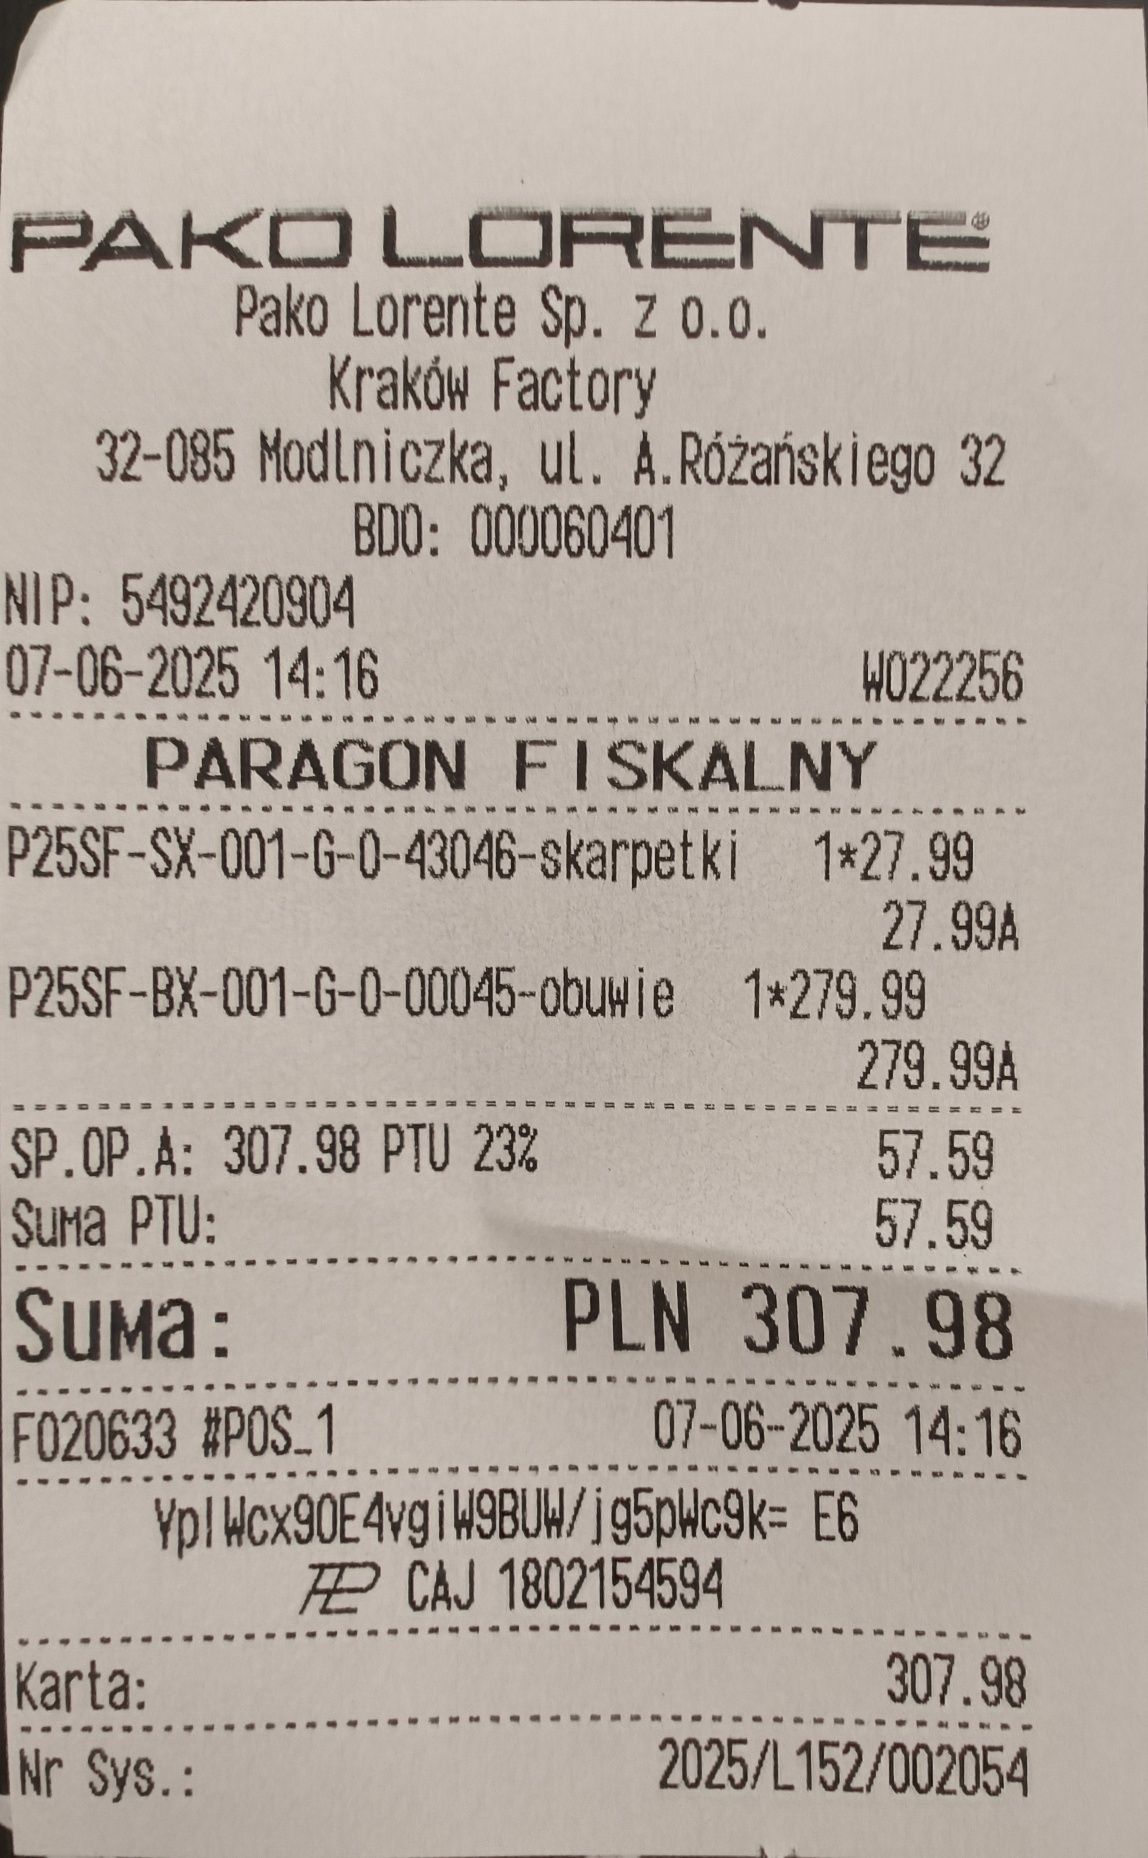 PAKO LORENTE®
Pako Lorente Sp. z o.o.
Kraków Factory
32-085 Modlniczka, ul. A.Różańskiego 32
BDO: 000060401
NIP: 5492420904
07-06-2025 14:16 W022256
PARAGON FISKALNY
P25SF-SX-001-G-0-43046-skarpetki 1*27.99
27.99A
P25SF-BX-001-G-0-00045-obuwie 1*279.99
279.99A
SP.OP.A: 307.98 PTU 23% 57.59
Suma PTU: 57.59
Suma: PLN 307.98
F020633 #POS_1 07-06-2025 14:16
YplWcx90E4vgiW9BUW/jg5pWc9k= E6
PL CAJ 1802154594
Karta: 307.98
Nr Sys.: 2025/L152/002054